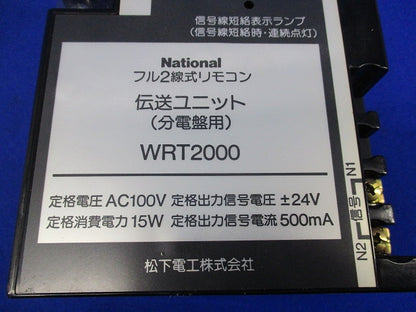 信号線短絡表示ランプ
(信号線短絡時・連続点灯)
National
フル2線式リモコン
伝送ユニット
(分電盤用)
WRT2000
定格電圧 AC100V 定格出力信号電圧 ±24V
定格消費電力 15W 定格出力信号電流 500mA
松下電工株式会社
N2 信号 N1